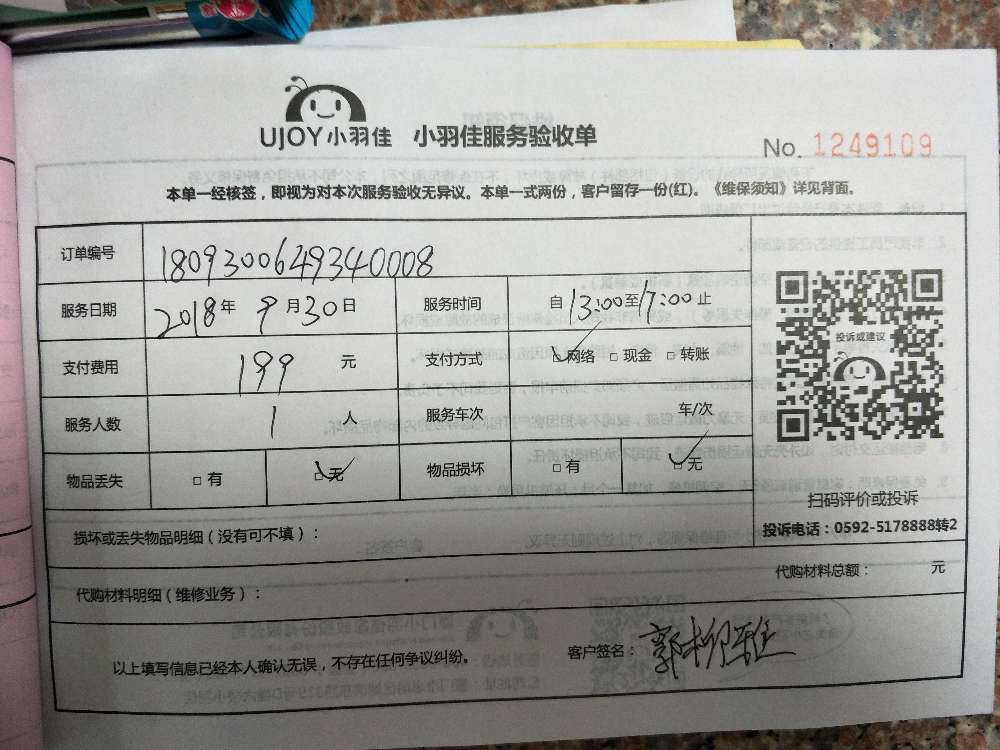 UJOY小羽佳 小羽佳服务验收单
No. 1249109
本单一经核签，即视为对本次服务验收无异议。本单一式两份，客户留存一份(红)。《维保须知》详见背面。
订单编号 1809300649340008
服务日期 2018年 9月30日 服务时间 自13:00至17:00止
支付费用 199 元 支付方式 ☑网络 □现金 □转账
服务人数 1 人 服务车次 车/次
物品丢失 □有 ☑无 物品损坏 □有 ☑无
投诉或建议
扫码评价或投诉
投诉电话：0592-5178888转2
损坏或丢失物品明细（没有可不填）：
代购材料明细（维修业务）： 代购材料总额： 元
以上填写信息已经本人确认无误，不存在任何争议纠纷。 客户签名：郭柳雅